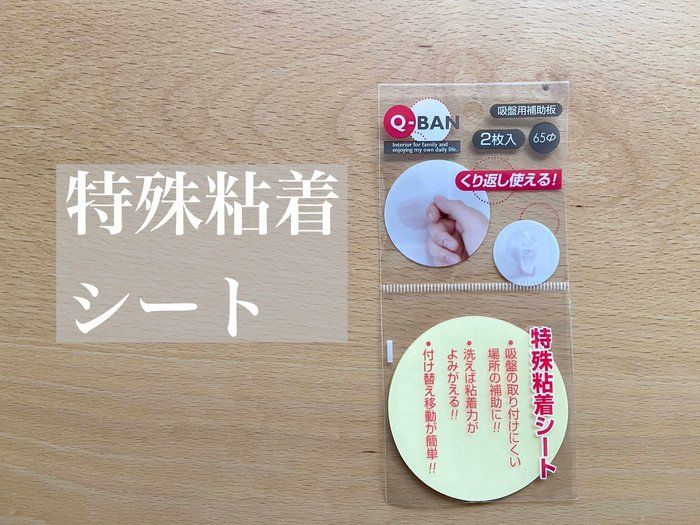 特殊粘着
シート
Q-BAN
Interior for family and
enjoying my own daily life.
吸盤用補助板
2枚入
65Φ
くり返し使える!
特殊粘着シート
•吸盤の取り付けにくい
場所の補助に!!
•洗えば粘着力が
よみがえる!!
•付け替え移動が簡単!!